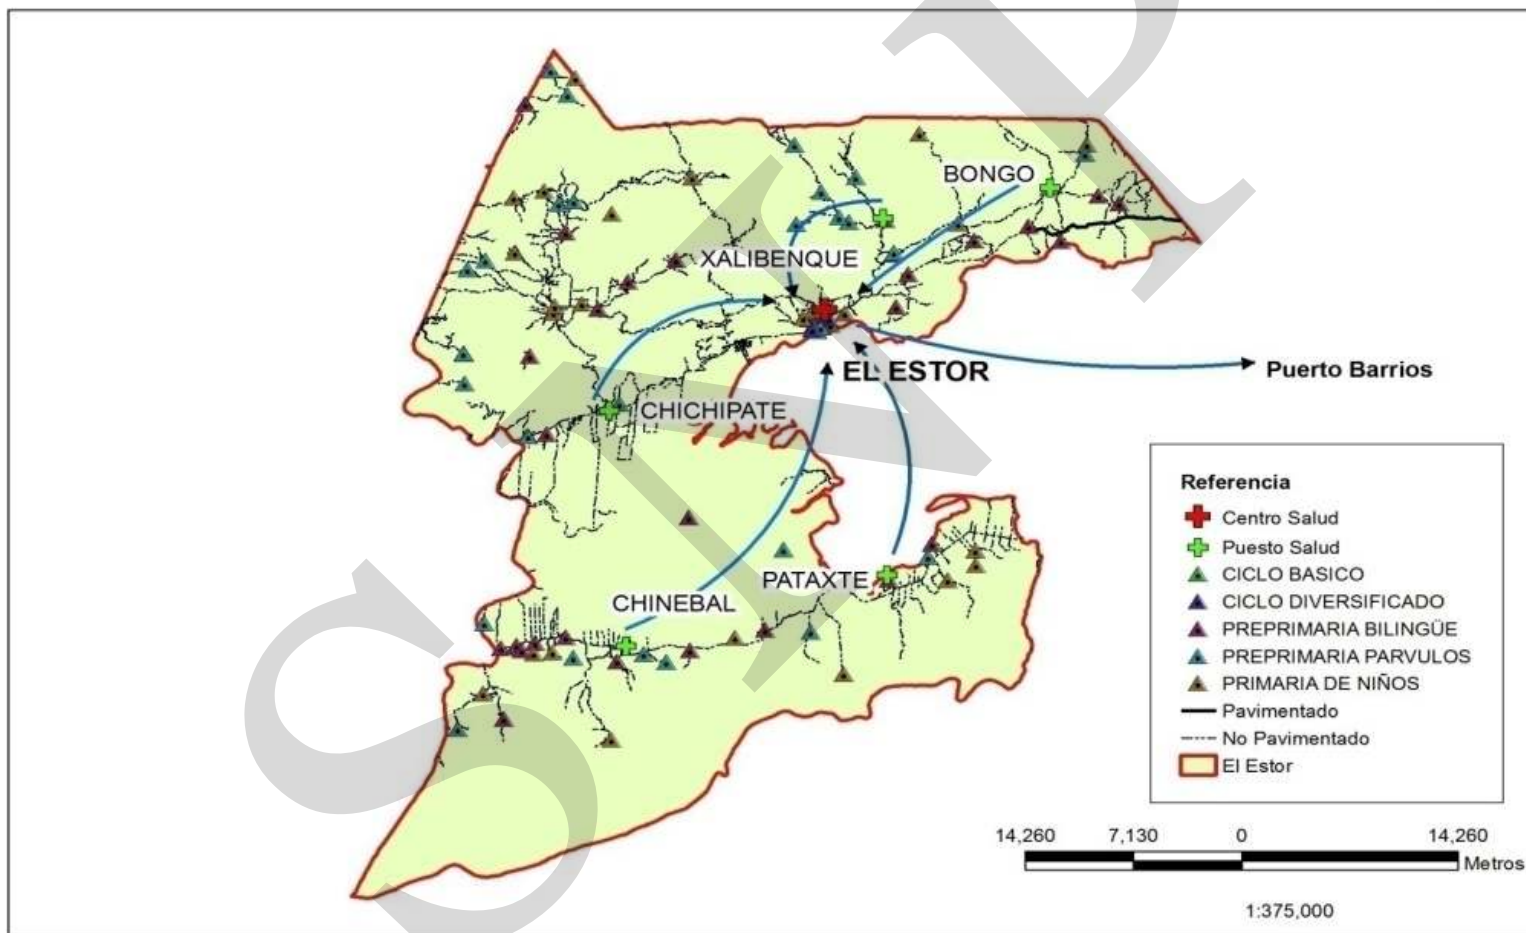 BONGO
XALIBENQUE
EL ESTOR
Puerto Barrios
CHICHIPATE
PATAXTE
CHINEBAL
Referencia
Centro Salud
Puesto Salud
CICLO BASICO
CICLO DIVERSIFICADO
PREPRIMARIA BILINGÜE
PREPRIMARIA PARVULOS
PRIMARIA DE NIÑOS
Pavimentado
No Pavimentado
El Estor
14,260 7,130 0 14,260
Metros
1:375,000